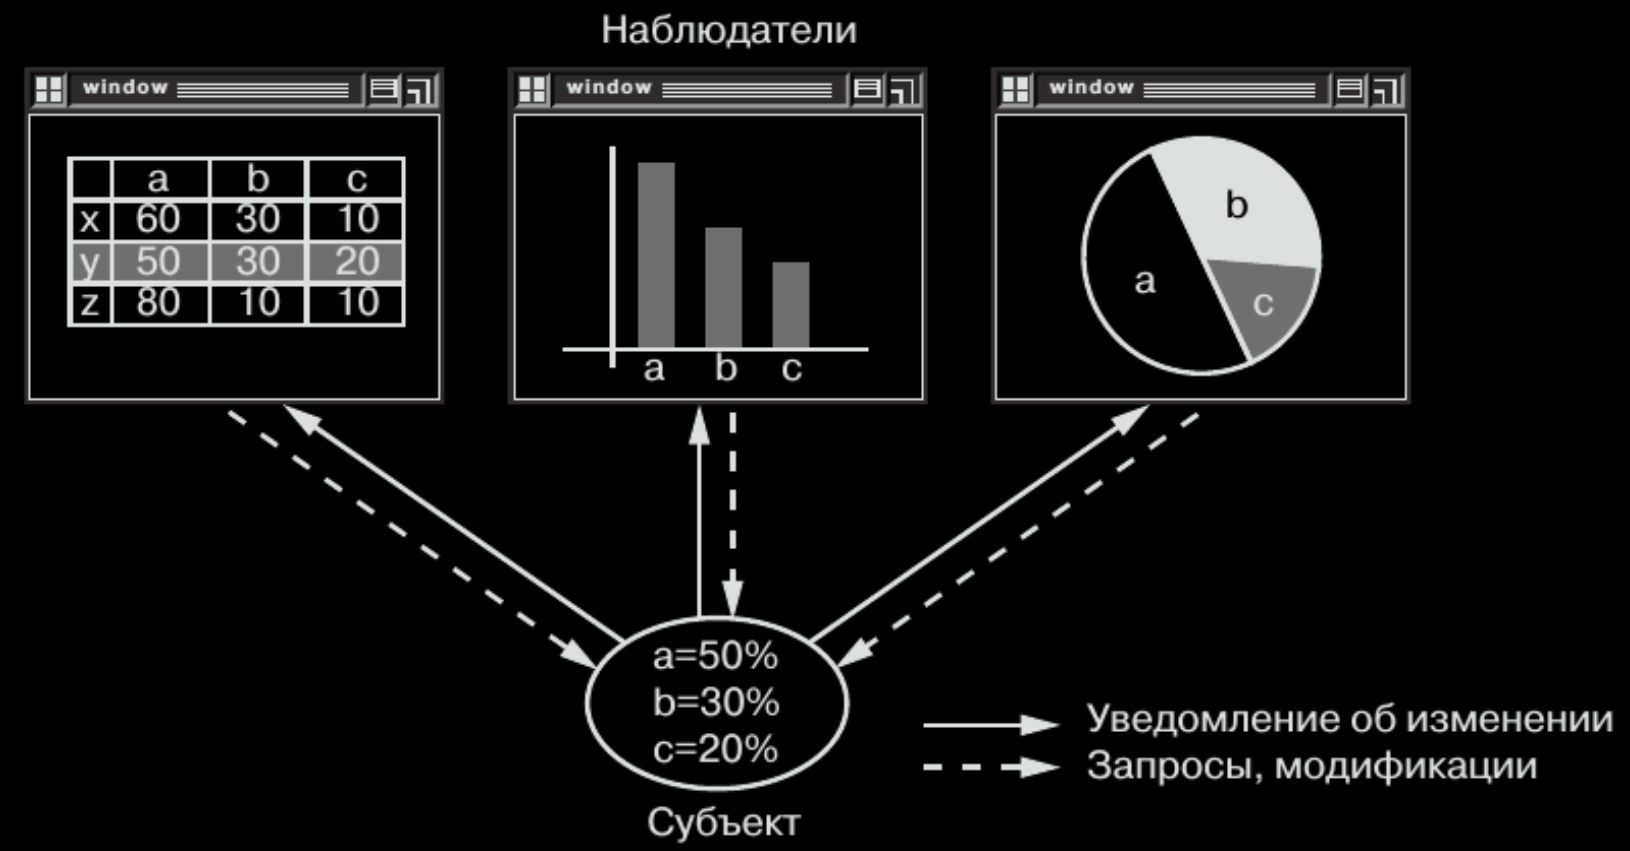 Наблюдатели
window
a b c
x 60 30 10
y 50 30 20
z 80 10 10
window
a b c
window
b
a
c
a=50%
b=30%
c=20%
Субъект
Уведомление об изменении
Запросы, модификации